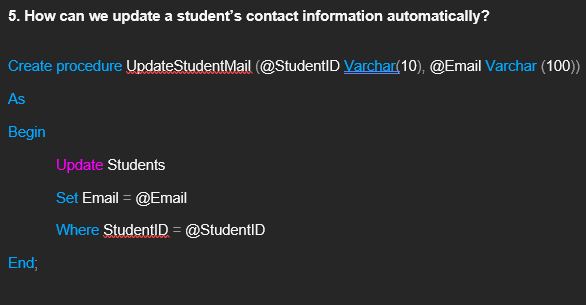 5. How can we update a student’s contact information automatically?
Create procedure UpdateStudentMail (@StudentID Varchar(10), @Email Varchar (100))
As
Begin
Update Students
Set Email = @Email
Where StudentID = @StudentID
End;